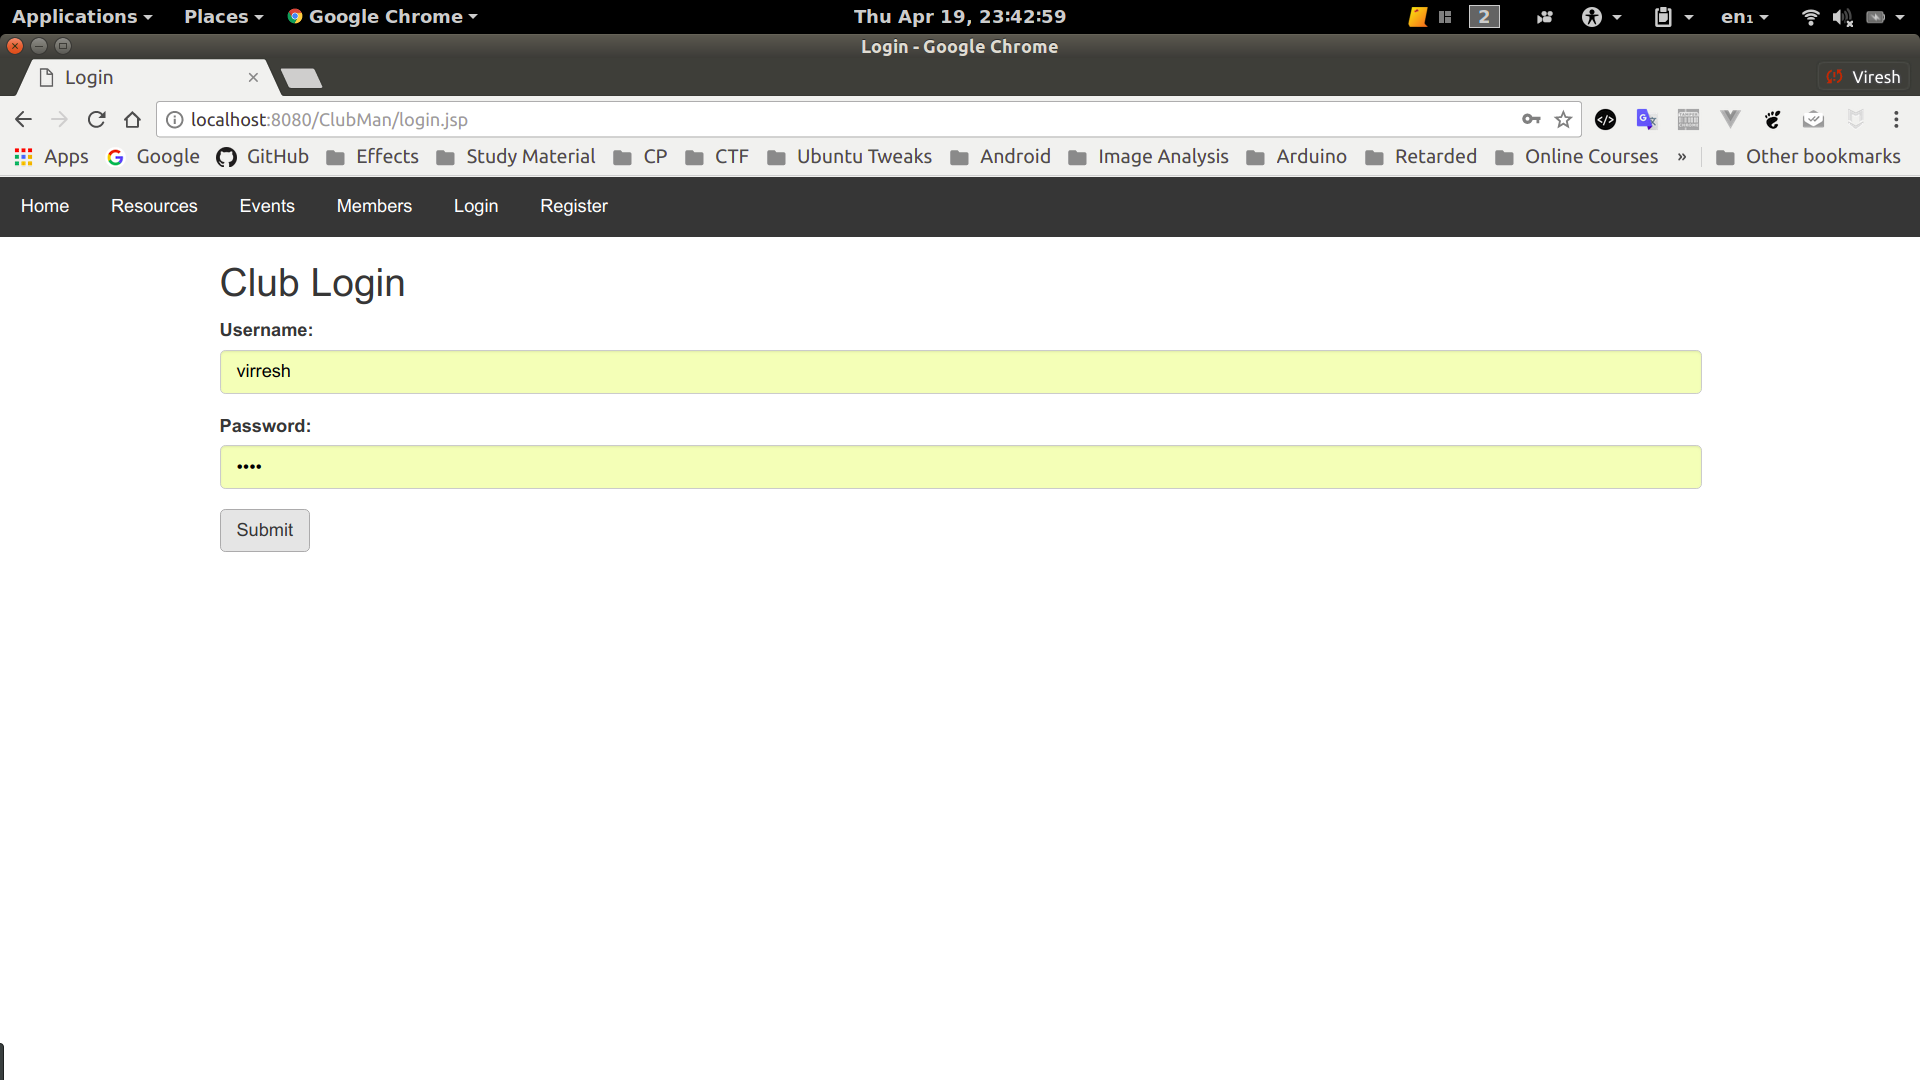 Applications Places Google Chrome Thu Apr 19, 23:42:59 2 en₁
Login - Google Chrome
Login Viresh
localhost:8080/ClubMan/login.jsp
Apps Google GitHub Effects Study Material CP CTF Ubuntu Tweaks Android Image Analysis Arduino Retarded Online Courses » Other bookmarks
Home Resources Events Members Login Register
Club Login
Username:
virresh
Password:
••••
Submit